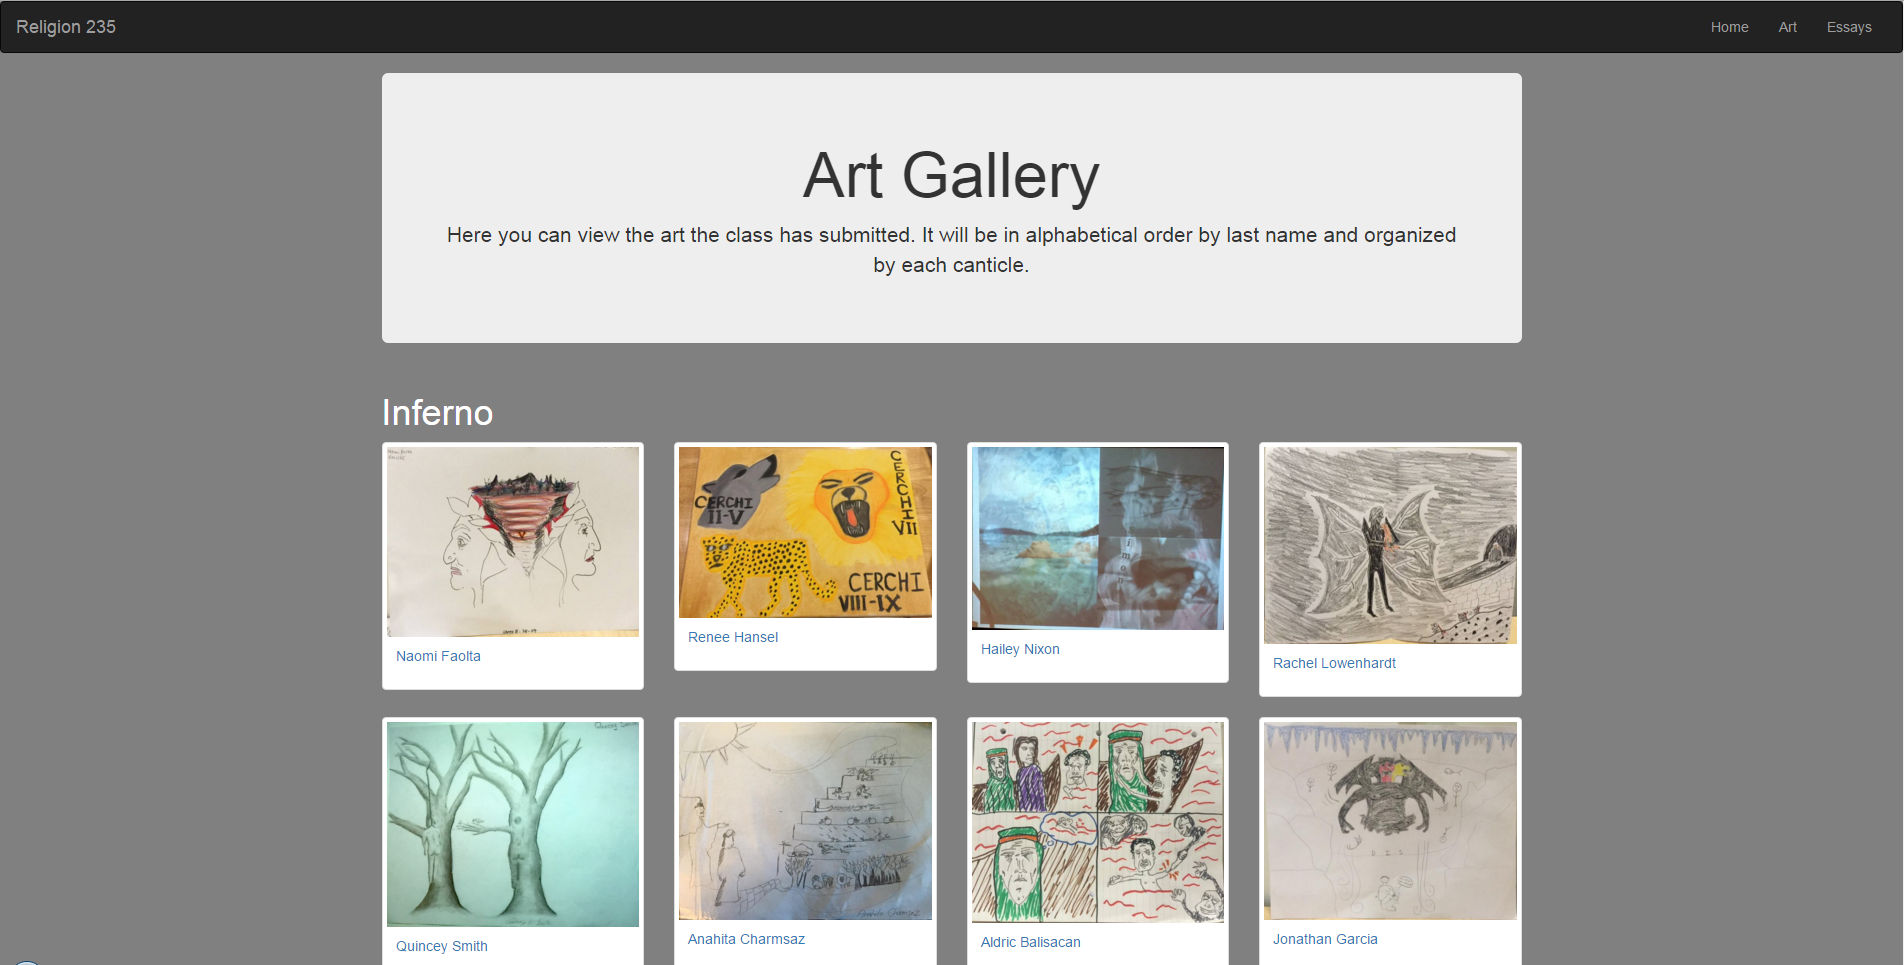 Religion 235
Home
Art
Essays
Art Gallery
Here you can view the art the class has submitted. It will be in alphabetical order by last name and organized
by each canticle.
Inferno
CERCHI
II-V
CERCHI
VII
CERCHI
VIII-IX
Naomi Faolta
Renee Hansel
Hailey Nixon
Rachel Lowenhardt
DIS
Quincey Smith
Anahita Charmsaz
Aldric Balisacan
Jonathan Garcia